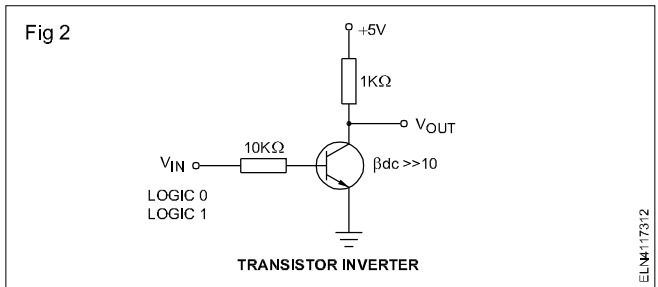 Fig 2
+5V
1KΩ
VOUT
10KΩ
VIN
βdc >>10
LOGIC 0
LOGIC 1
TRANSISTOR INVERTER
ELN4117312